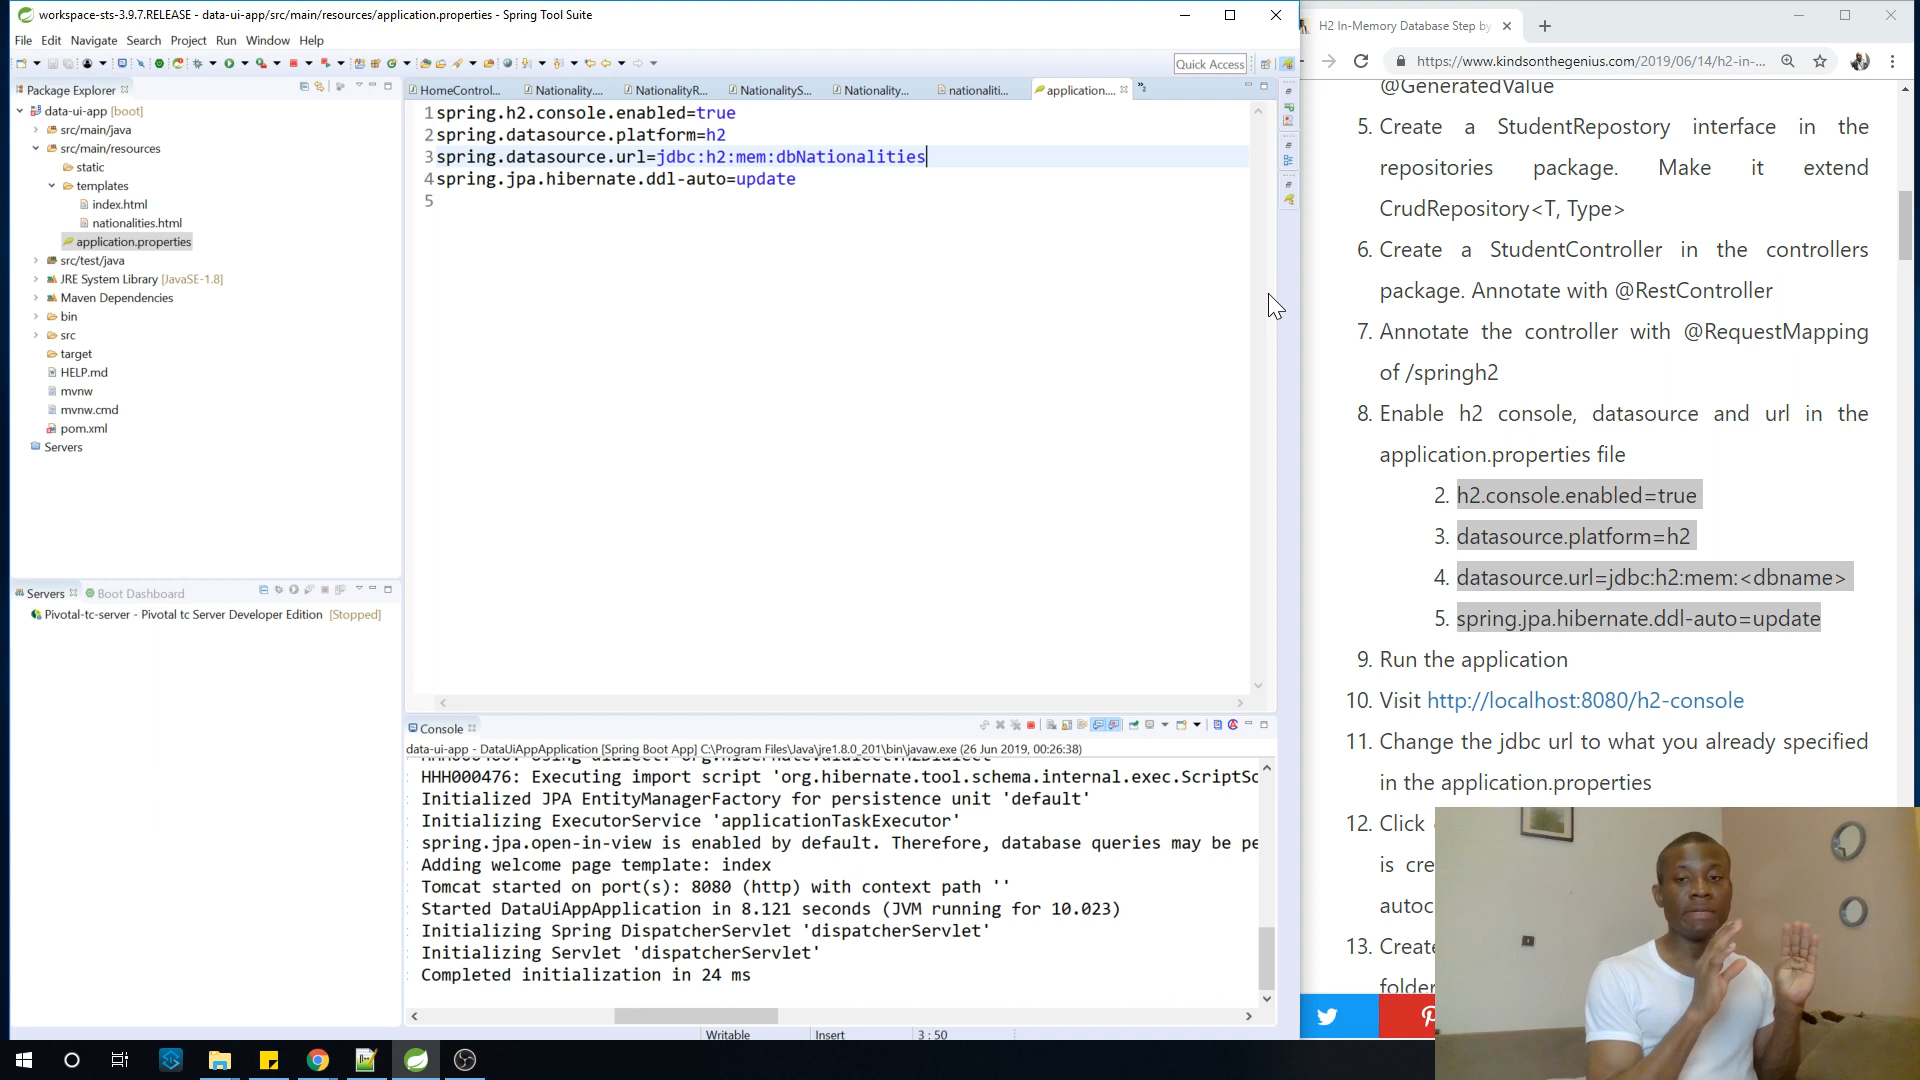 workspace-sts-3.9.7.RELEASE - data-ui-app/src/main/resources/application.properties - Spring Tool Suite
File Edit Navigate Search Project Run Window Help
Quick Access
Package Explorer
data-ui-app [boot]
src/main/java
src/main/resources
static
templates
index.html
nationalities.html
application.properties
src/test/java
JRE System Library [JavaSE-1.8]
Maven Dependencies
bin
src
target
HELP.md
mvnw
mvnw.cmd
pom.xml
Servers
Servers Boot Dashboard
Pivotal-tc-server - Pivotal tc Server Developer Edition [Stopped]
HomeControl... Nationality.... NationalityR... NationalityS... Nationality... nationaliti... application....
1 spring.h2.console.enabled=true
2 spring.datasource.platform=h2
3 spring.datasource.url=jdbc:h2:mem:dbNationalities
4 spring.jpa.hibernate.ddl-auto=update
5
Console
data-ui-app - DataUiAppApplication [Spring Boot App] C:\Program Files\Java\jre1.8.0_201\bin\javaw.exe (26 Jun 2019, 00:26:38)
HHH000476: Executing import script 'org.hibernate.tool.schema.internal.exec.ScriptSc
Initialized JPA EntityManagerFactory for persistence unit 'default'
Initializing ExecutorService 'applicationTaskExecutor'
spring.jpa.open-in-view is enabled by default. Therefore, database queries may be pe
Adding welcome page template: index
Tomcat started on port(s): 8080 (http) with context path ''
Started DataUiAppApplication in 8.121 seconds (JVM running for 10.023)
Initializing Spring DispatcherServlet 'dispatcherServlet'
Initializing Servlet 'dispatcherServlet'
Completed initialization in 24 ms
Writable Insert 3 : 50
H2 In-Memory Database Step by
https://www.kindsonthegenius.com/2019/06/14/h2-in-...
@GeneratedValue
5. Create a StudentRepostory interface in the
repositories package. Make it extend
CrudRepository<T, Type>
6. Create a StudentController in the controllers
package. Annotate with @RestController
7. Annotate the controller with @RequestMapping
of /springh2
8. Enable h2 console, datasource and url in the
application.properties file
2. h2.console.enabled=true
3. datasource.platform=h2
4. datasource.url=jdbc:h2:mem:<dbname>
5. spring.jpa.hibernate.ddl-auto=update
9. Run the application
10. Visit http://localhost:8080/h2-console
11. Change the jdbc url to what you already specified
in the application.properties
12. Click
is cre
autoc
13. Create
folder